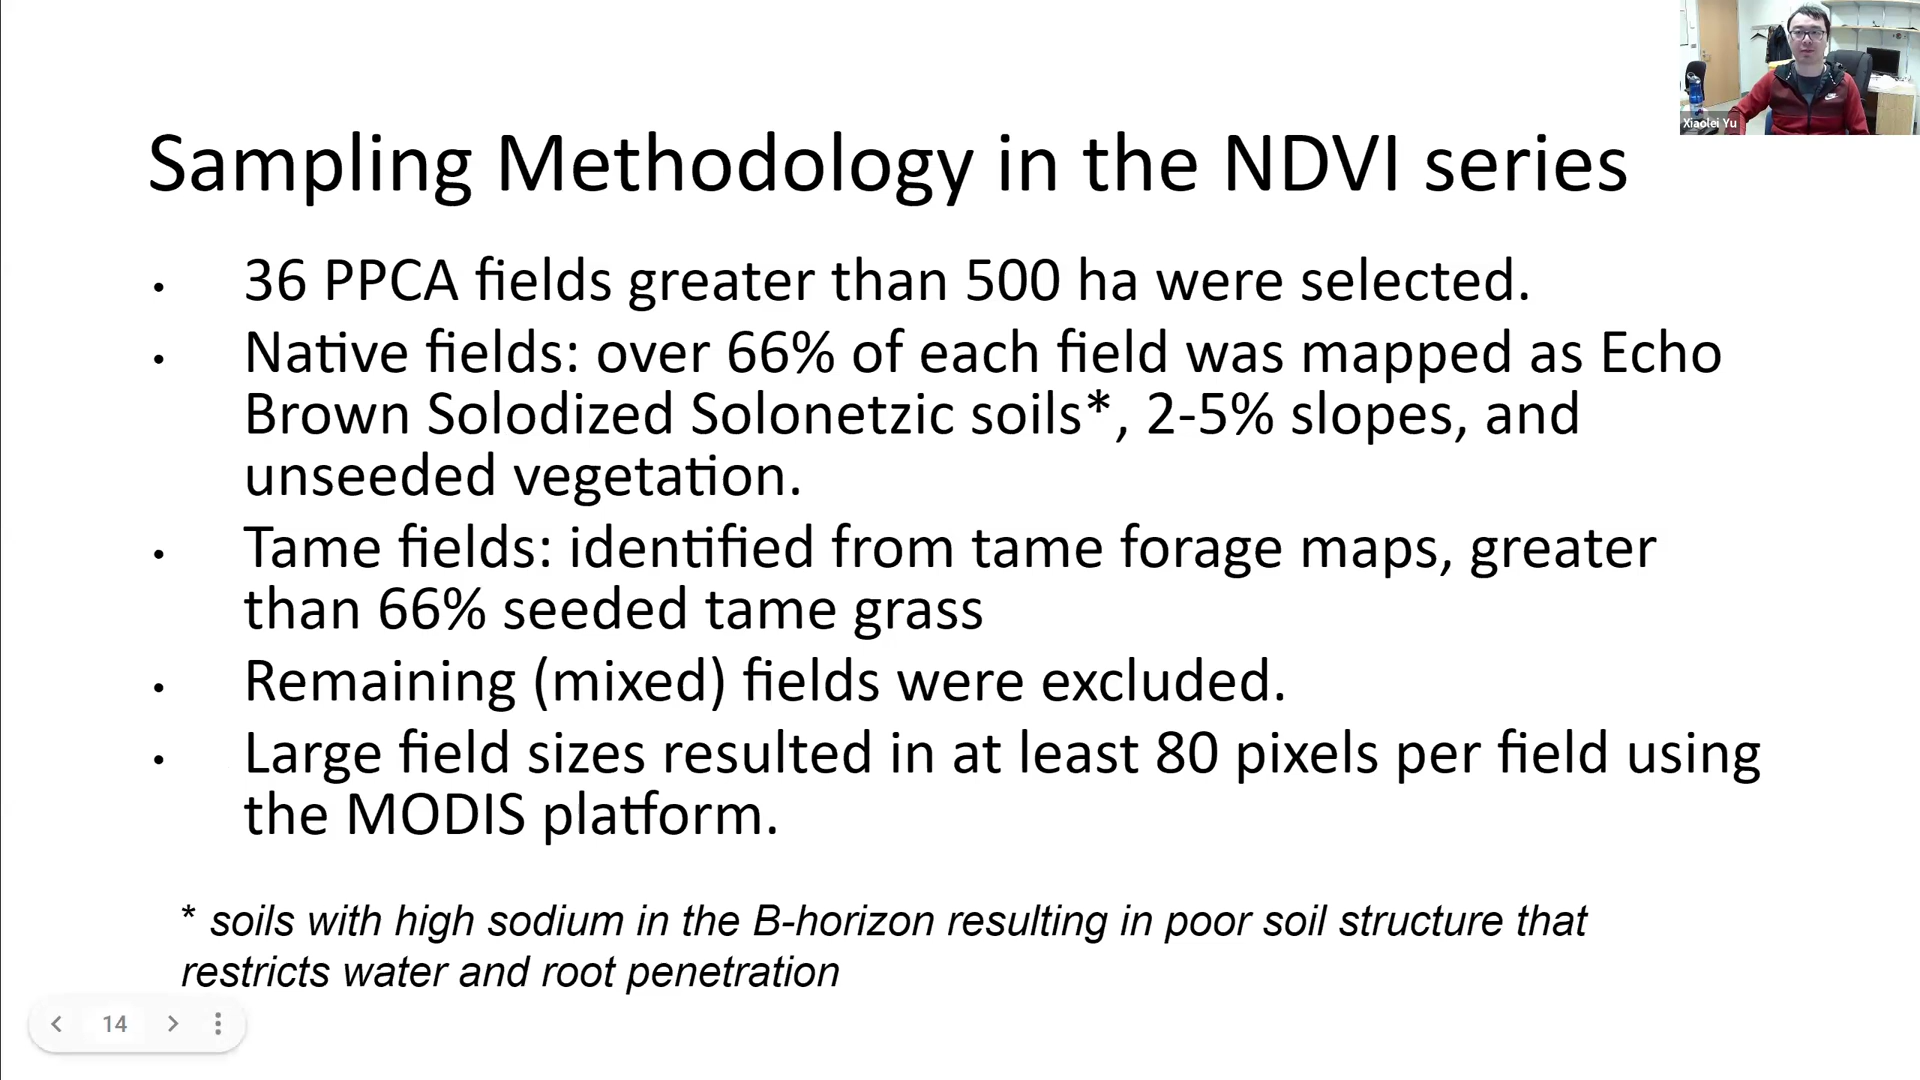 Xiaolei Yu
Sampling Methodology in the NDVI series
• 36 PPCA fields greater than 500 ha were selected.
• Native fields: over 66% of each field was mapped as Echo
Brown Solodized Solonetzic soils*, 2-5% slopes, and
unseeded vegetation.
• Tame fields: identified from tame forage maps, greater
than 66% seeded tame grass
• Remaining (mixed) fields were excluded.
• Large field sizes resulted in at least 80 pixels per field using
the MODIS platform.
* soils with high sodium in the B-horizon resulting in poor soil structure that
restricts water and root penetration
14